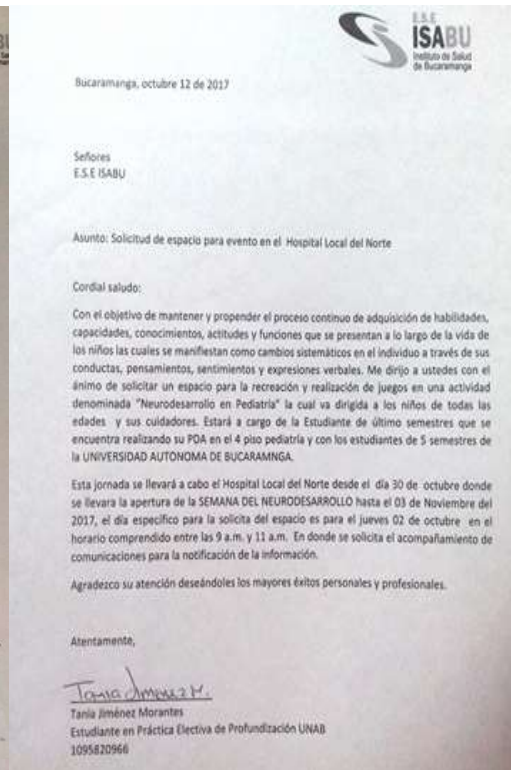 E.S.E
ISABU
Instituto de Salud
de Bucaramanga
Bucaramanga, octubre 12 de 2017
Señores
E.S.E ISABU
Asunto: Solicitud de espacio para evento en el Hospital Local del Norte
Cordial saludo:
Con el objetivo de mantener y propender el proceso continuo de adquisición de habilidades,
capacidades, conocimientos, actitudes y funciones que se presentan a lo largo de la vida de
los niños las cuales se manifiestan como cambios sistemáticos en el individuo a través de sus
conductas, pensamientos, sentimientos y expresiones verbales. Me dirijo a ustedes con el
ánimo de solicitar un espacio para la recreación y realización de juegos en una actividad
denominada "Neurodesarrollo en Pediatría" la cual va dirigida a los niños de todas las
edades y sus cuidadores. Estará a cargo de la Estudiante de último semestres que se
encuentra realizando su PDA en el 4 piso pediatría y con los estudiantes de 5 semestres de
la UNIVERSIDAD AUTONOMA DE BUCARAMNGA.
Esta jornada se llevará a cabo el Hospital Local del Norte desde el día 30 de octubre donde
se llevara la apertura de la SEMANA DEL NEURODESARROLLO hasta el 03 de Noviembre del
2017, el día específico para la solicita del espacio es para el jueves 02 de octubre en el
horario comprendido entre las 9 a.m. y 11 a.m. En donde se solicita el acompañamiento de
comunicaciones para la notificación de la información.
Agradezco su atención deseándoles los mayores éxitos personales y profesionales.
Atentamente,
Tania Jimenez M.
Tania Jiménez Morantes
Estudiante en Práctica Electiva de Profundización UNAB
1095820966